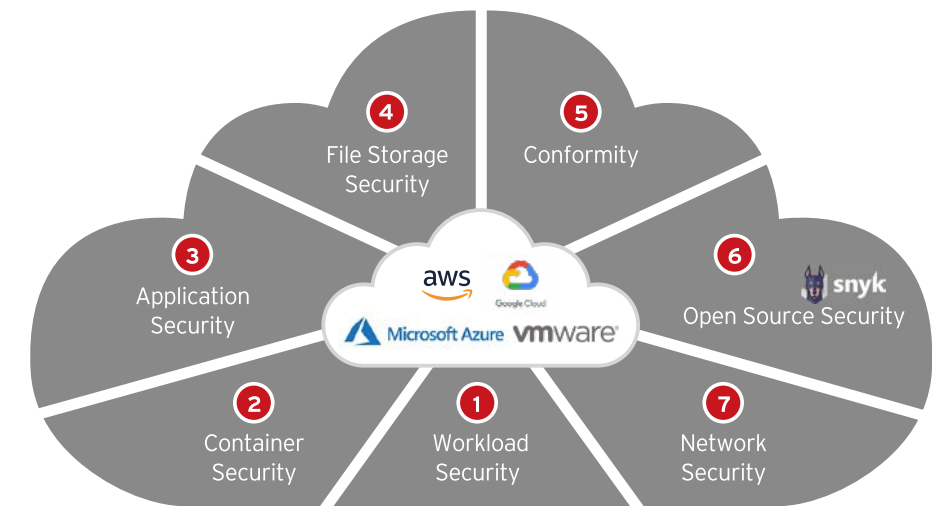 4
File Storage
Security
5
Conformity
3
Application
Security
6
snyk
Open Source Security
aws
Google Cloud
Microsoft Azure
vmware®
2
Container
Security
1
Workload
Security
7
Network
Security